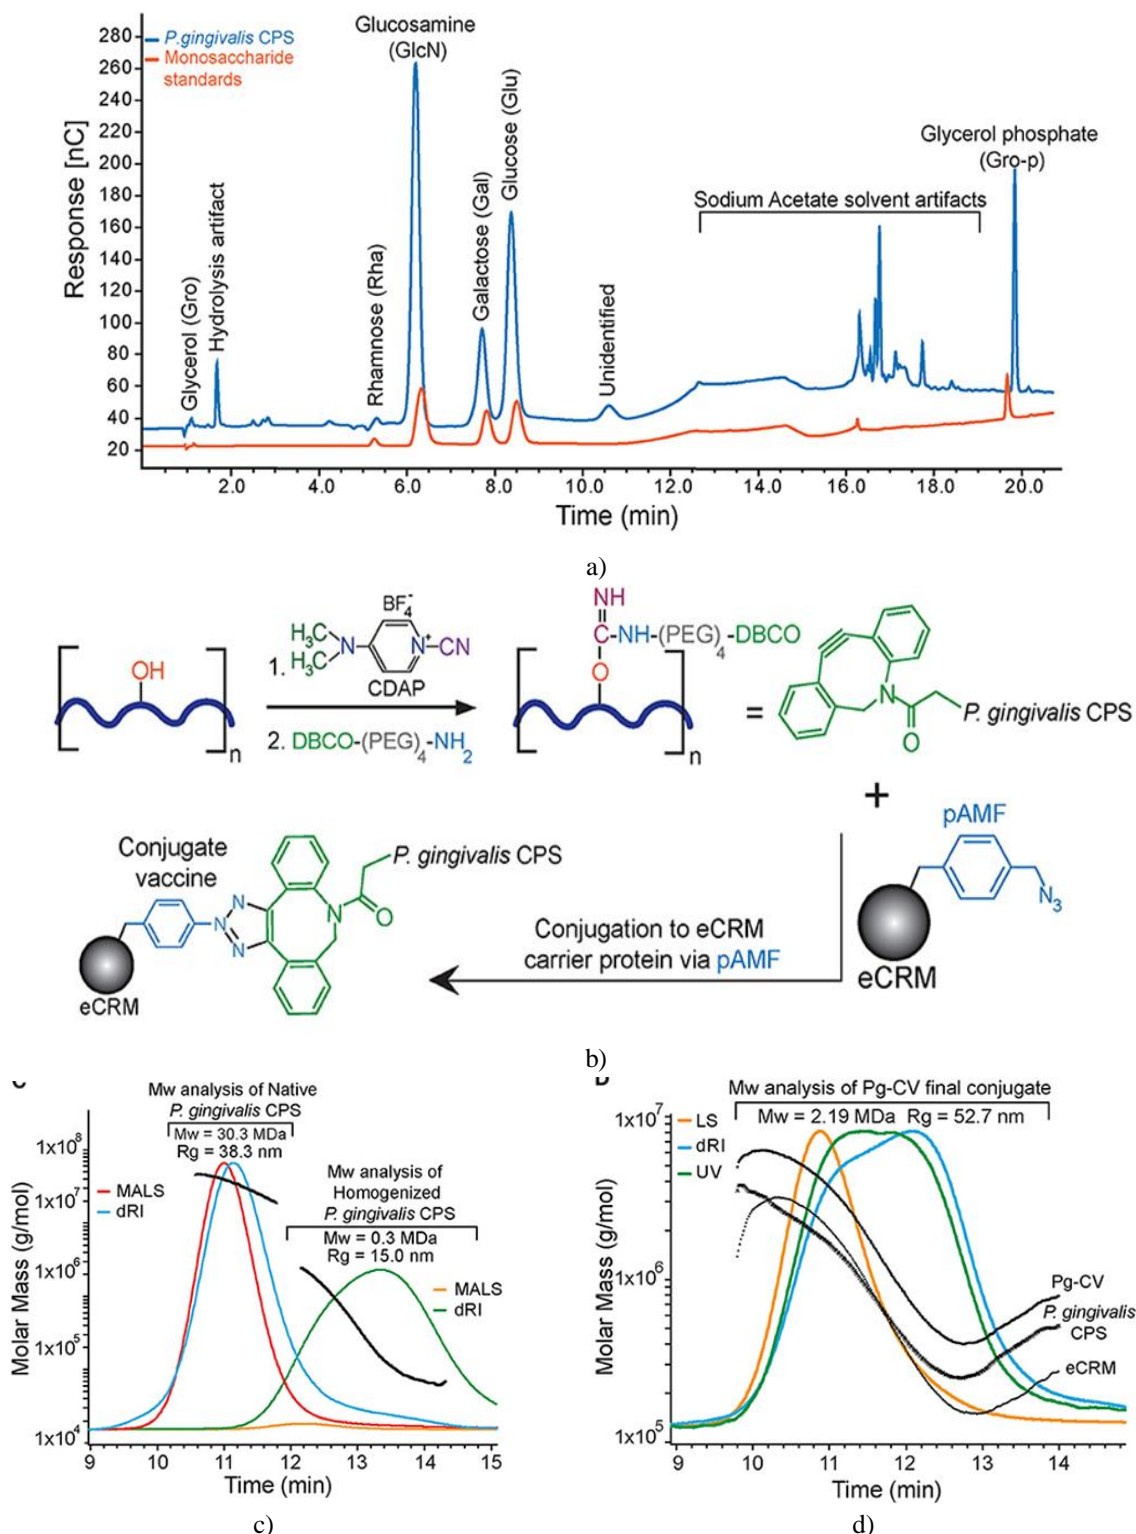 Glucosamine
(GlcN)
P.gingivalis CPS
Monosaccharide
standards
Response [nC]
280
260
240
220
200
180
160
140
120
100
80
60
40
20
Glycerol (Gro)
Hydrolysis artifact
Rhamnose (Rha)
Galactose (Gal)
Glucose (Glu)
Unidentified
Sodium Acetate solvent artifacts
Glycerol phosphate
(Gro-p)
2.0 4.0 6.0 8.0 10.0 12.0 14.0 16.0 18.0 20.0
Time (min)
a)
OH
n
1.
BF4-
H3C
H3C
N
N+
CN
CDAP
2. DBCO-(PEG)4-NH2
NH
C-NH-(PEG)4-DBCO
O
n
=
N
O
P. gingivalis CPS
+
pAMF
N3
eCRM
Conjugation to eCRM
carrier protein via pAMF
Conjugate
vaccine
P. gingivalis CPS
N
N
N
N
O
eCRM
b)
Mw analysis of Native
P. gingivalis CPS
Mw = 30.3 MDa
Rg = 38.3 nm
MALS
dRI
Mw analysis of
Homogenized
P. gingivalis CPS
Mw = 0.3 MDa
Rg = 15.0 nm
MALS
dRI
Molar Mass (g/mol)
1x10^8
1x10^7
1x10^6
1x10^5
1x10^4
9 10 11 12 13 14 15
Time (min)
c)
Mw analysis of Pg-CV final conjugate
Mw = 2.19 MDa Rg = 52.7 nm
LS
dRI
UV
Molar Mass (g/mol)
1x10^7
1x10^6
1x10^5
Pg-CV
P. gingivalis
CPS
eCRM
9 10 11 12 13 14
Time (min)
d)